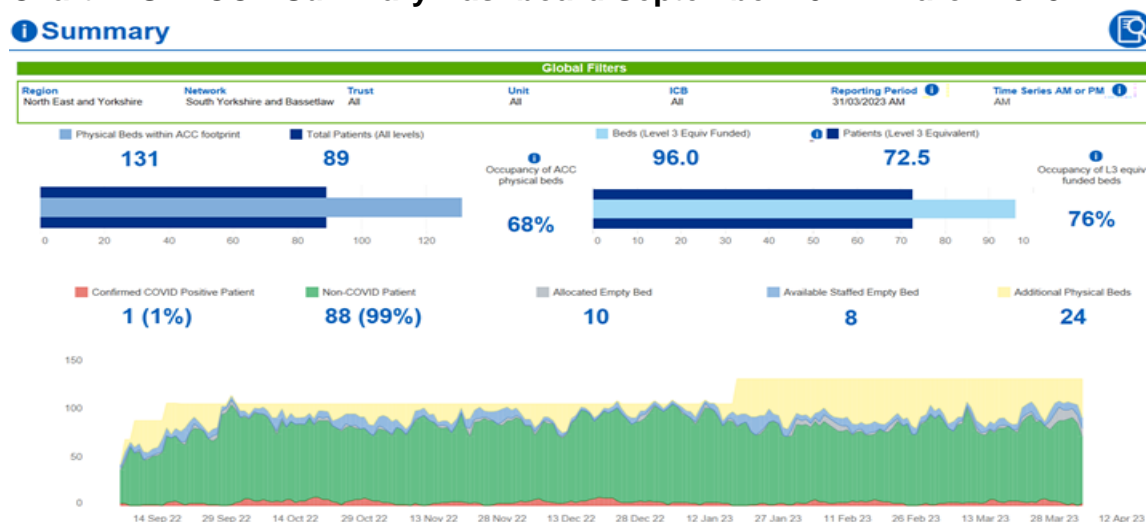 Summary
Global Filters
Region Network Trust Unit ICB Reporting Period Time Series AM or PM
North East and Yorkshire South Yorkshire and Bassetlaw All All All 31/03/2023 AM AM
Physical Beds within ACC footprint Total Patients (All levels) Beds (Level 3 Equiv Funded) Patients (Level 3 Equivalent)
131 89 96.0 72.5
Occupancy of ACC physical beds
68%
Occupancy of L3 equiv funded beds
76%
0 20 40 60 80 100 120
0 10 20 30 40 50 60 70 80 90 10
Confirmed COVID Positive Patient Non-COVID Patient Allocated Empty Bed Available Staffed Empty Bed Additional Physical Beds
1 (1%) 88 (99%) 10 8 24
150
100
50
0
14 Sep 22 29 Sep 22 14 Oct 22 29 Oct 22 13 Nov 22 28 Nov 22 13 Dec 22 28 Dec 22 12 Jan 23 27 Jan 23 11 Feb 23 26 Feb 23 13 Mar 23 28 Mar 23 12 Apr 23